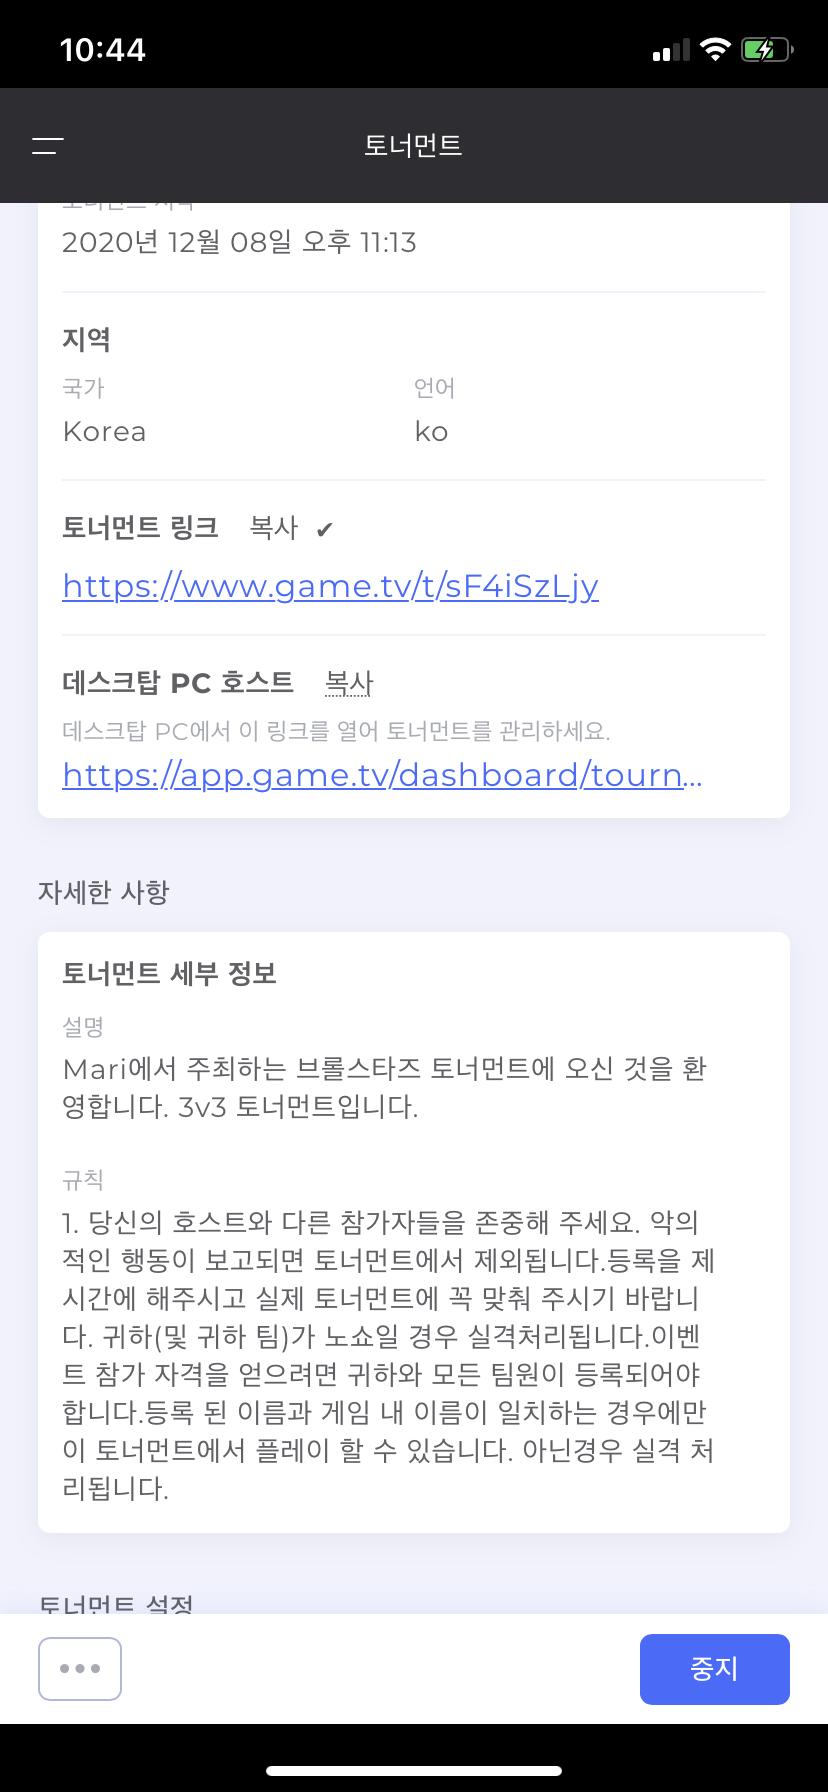 10:44
토너먼트
2020년 12월 08일 오후 11:13
지역
국가 언어
Korea ko
토너먼트 링크 복사 ✔
https://www.game.tv/t/sF4iSzLjy
데스크탑 PC 호스트 복사
데스크탑 PC에서 이 링크를 열어 토너먼트를 관리하세요.
https://app.game.tv/dashboard/tourn...
자세한 사항
토너먼트 세부 정보
설명
Mari에서 주최하는 브롤스타즈 토너먼트에 오신 것을 환
영합니다. 3v3 토너먼트입니다.
규칙
1. 당신의 호스트와 다른 참가자들을 존중해 주세요. 악의
적인 행동이 보고되면 토너먼트에서 제외됩니다.등록을 제
시간에 해주시고 실제 토너먼트에 꼭 맞춰 주시기 바랍니
다. 귀하(및 귀하 팀)가 노쇼일 경우 실격처리됩니다.이벤
트 참가 자격을 얻으려면 귀하와 모든 팀원이 등록되어야
합니다.등록 된 이름과 게임 내 이름이 일치하는 경우에만
이 토너먼트에서 플레이 할 수 있습니다. 아닌경우 실격 처
리됩니다.
토너먼트 설정
중지